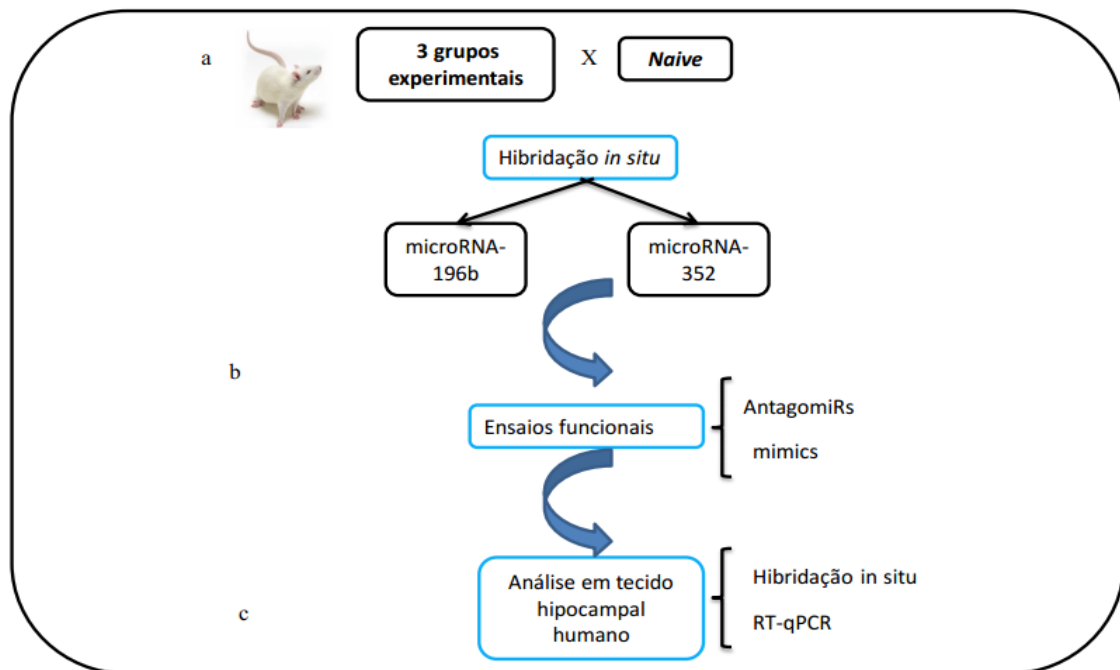 a
3 grupos
experimentais
X
Naive
Hibridação in situ
microRNA-
196b
microRNA-
352
b
Ensaios funcionais
AntagomiRs
mimics
c
Análise em tecido
hipocampal
humano
Hibridação in situ
RT-qPCR